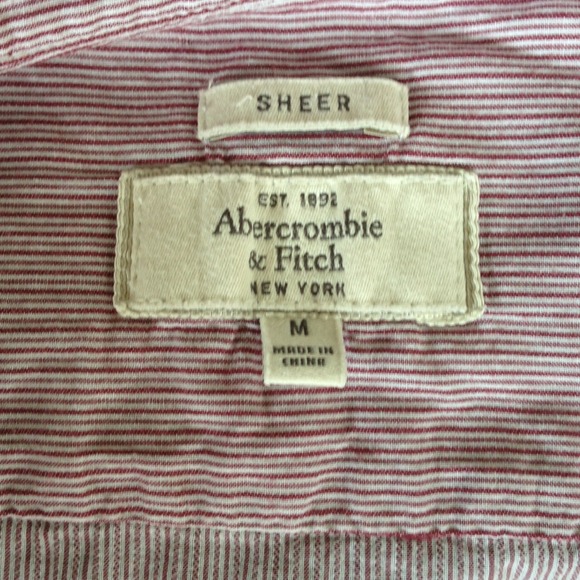 SHEER
EST. 1892
Abercrombie
& Fitch
NEW YORK
M
MADE IN
CHINA